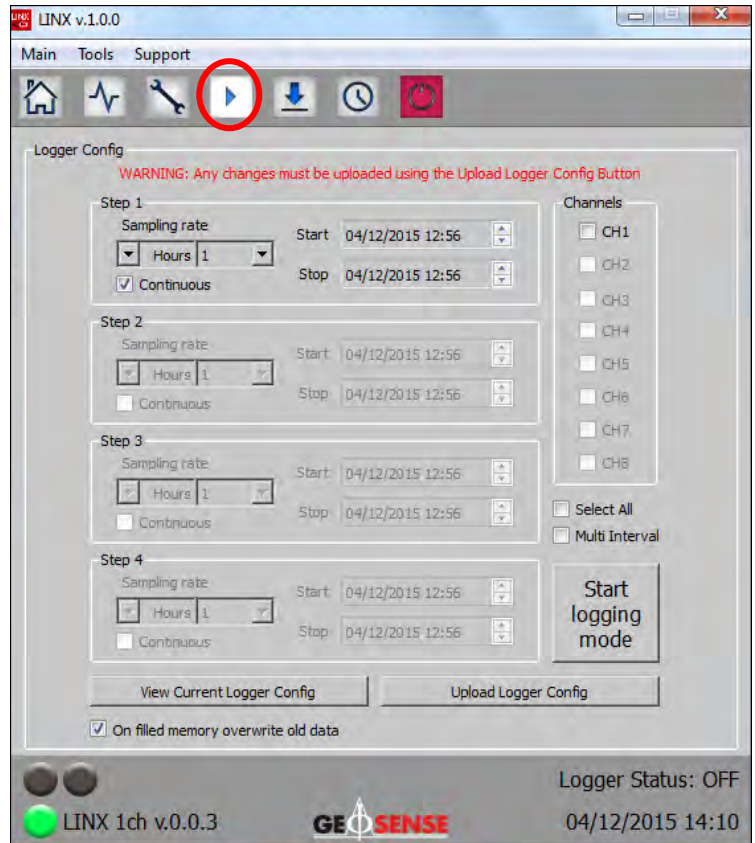 LINX v.1.0.0
Main Tools Support
Logger Config
WARNING: Any changes must be uploaded using the Upload Logger Config Button
Step 1
Sampling rate
Hours 1
Continuous
Start 04/12/2015 12:56
Stop 04/12/2015 12:56
Channels
CH1
CH2
CH3
CH4
CH5
CH6
CH7
CH8
Step 2
Sampling rate
Hours 1
Continuous
Start 04/12/2015 12:56
Stop 04/12/2015 12:56
Step 3
Sampling rate
Hours 1
Continuous
Start 04/12/2015 12:56
Stop 04/12/2015 12:56
Select All
Multi Interval
Step 4
Sampling rate
Hours 1
Continuous
Start 04/12/2015 12:56
Stop 04/12/2015 12:56
Start
logging
mode
View Current Logger Config
Upload Logger Config
On filled memory overwrite old data
Logger Status: OFF
LINX 1ch v.0.0.3
GEOSENSE
04/12/2015 14:10